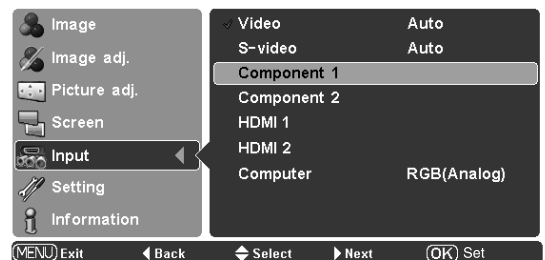 Image
Image adj.
Picture adj.
Screen
Input
Setting
Information
Video Auto
S-video Auto
Component 1
Component 2
HDMI 1
HDMI 2
Computer RGB(Analog)
MENU Exit Back Select Next OK Set